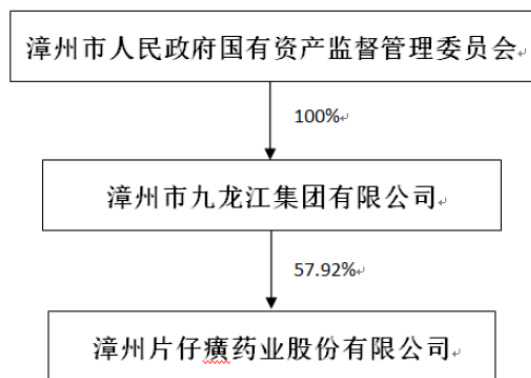 漳州市人民政府国有资产监督管理委员会
100%
漳州市九龙江集团有限公司
57.92%
漳州片仔癀药业股份有限公司